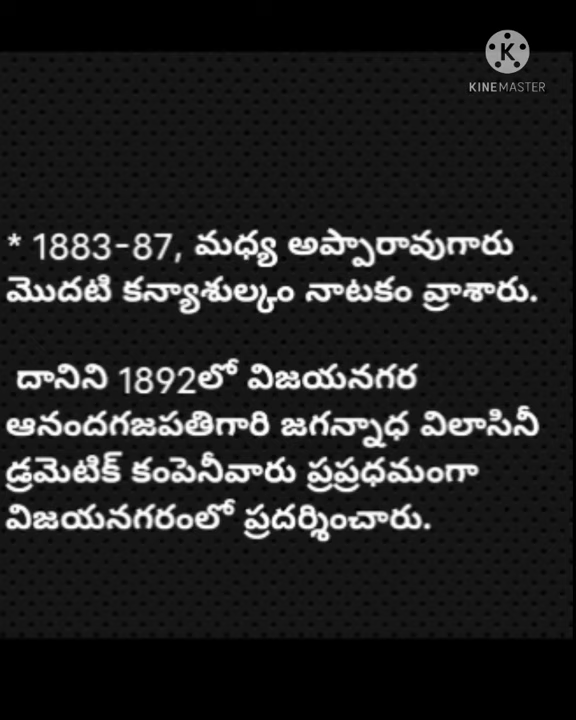 KINEMASTER
* 1883-87, మధ్య అప్పారావుగారు
మొదటి కన్యాశుల్కం నాటకం వ్రాశారు.
దానిని 1892లో విజయనగర
ఆనందగజపతిగారి జగన్నాధ విలాసినీ
డ్రమెటిక్ కంపెనీవారు ప్రప్రధమంగా
విజయనగరంలో ప్రదర్శించారు.